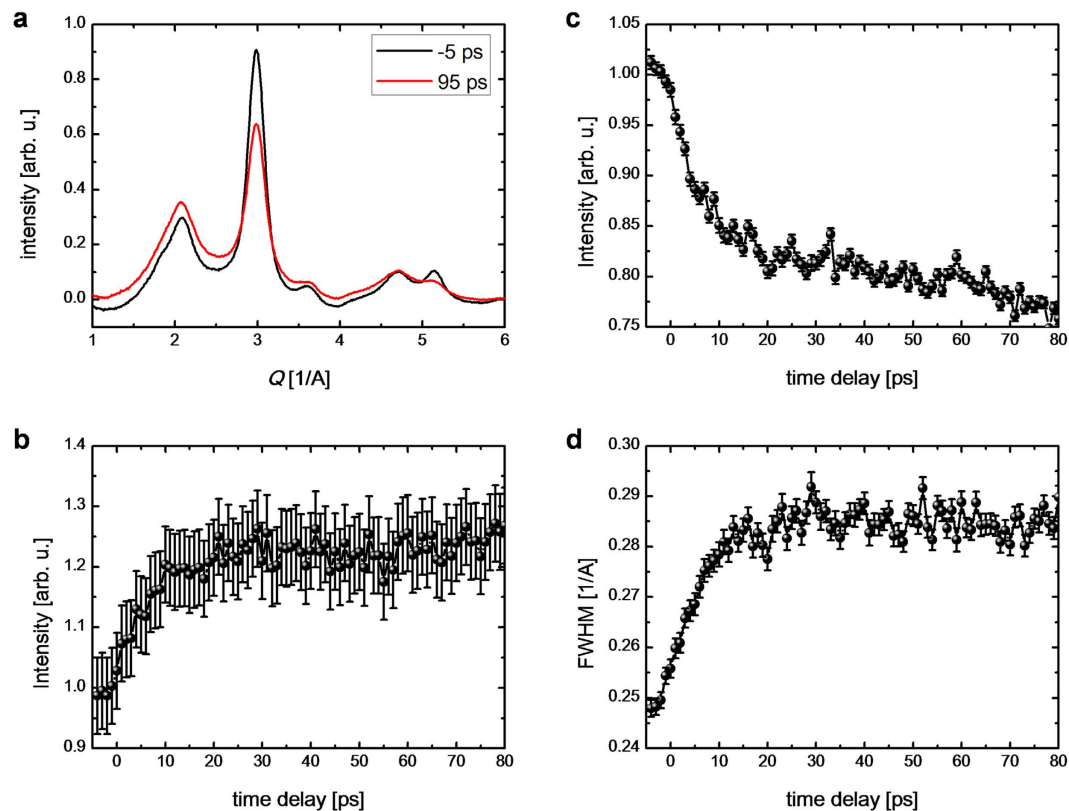 a
intensity [arb. u.]
1.0
0.8
0.6
0.4
0.2
0.0
-5 ps
95 ps
1 2 3 4 5 6
Q [1/A]
c
Intensity [arb. u.]
1.05
1.00
0.95
0.90
0.85
0.80
0.75
0 10 20 30 40 50 60 70 80
time delay [ps]
b
Intensity [arb. u.]
1.4
1.3
1.2
1.1
1.0
0.9
0 10 20 30 40 50 60 70 80
time delay [ps]
d
FWHM [1/A]
0.30
0.29
0.28
0.27
0.26
0.25
0.24
0 10 20 30 40 50 60 70 80
time delay [ps]